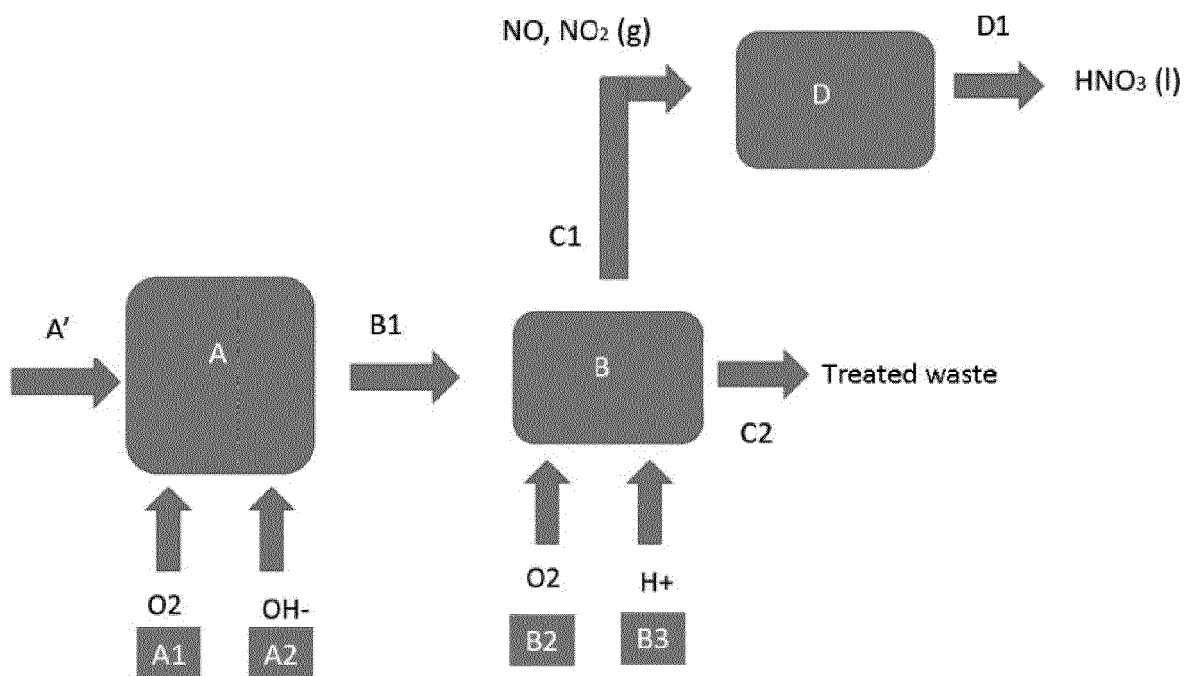 NO, NO₂ (g)
D1
D
HNO₃ (l)
C1
A'
A
B1
B
Treated waste
C2
O2
OH-
A1
A2
O2
H+
B2
B3